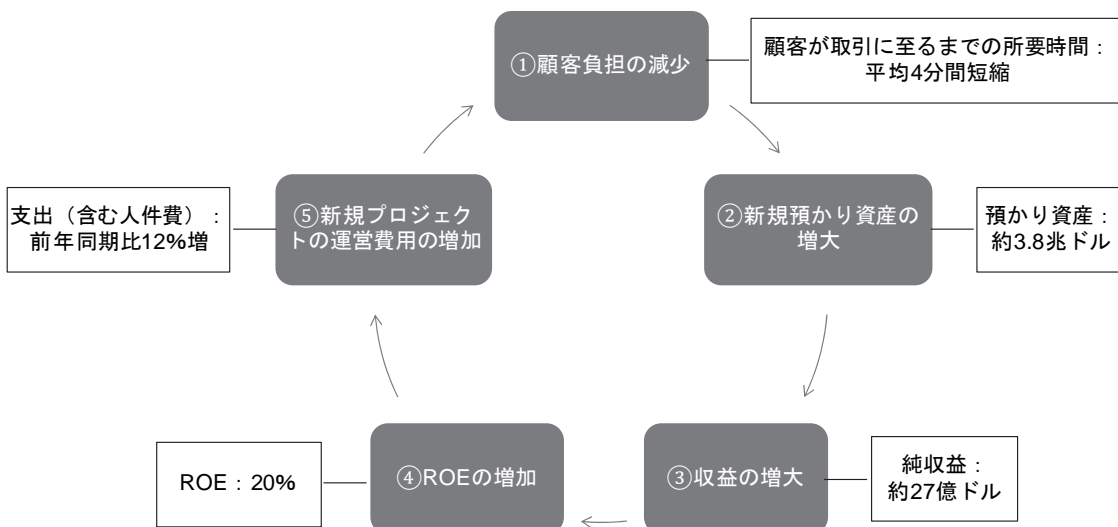 ①顧客負担の減少
顧客が取引に至るまでの所要時間：
平均4分間短縮
②新規預かり資産の
増大
預かり資産：
約3.8兆ドル
③収益の増大
純収益：
約27億ドル
④ROEの増加
ROE：20%
⑤新規プロジェク
トの運営費用の増加
支出（含む人件費）：
前年同期比12%増